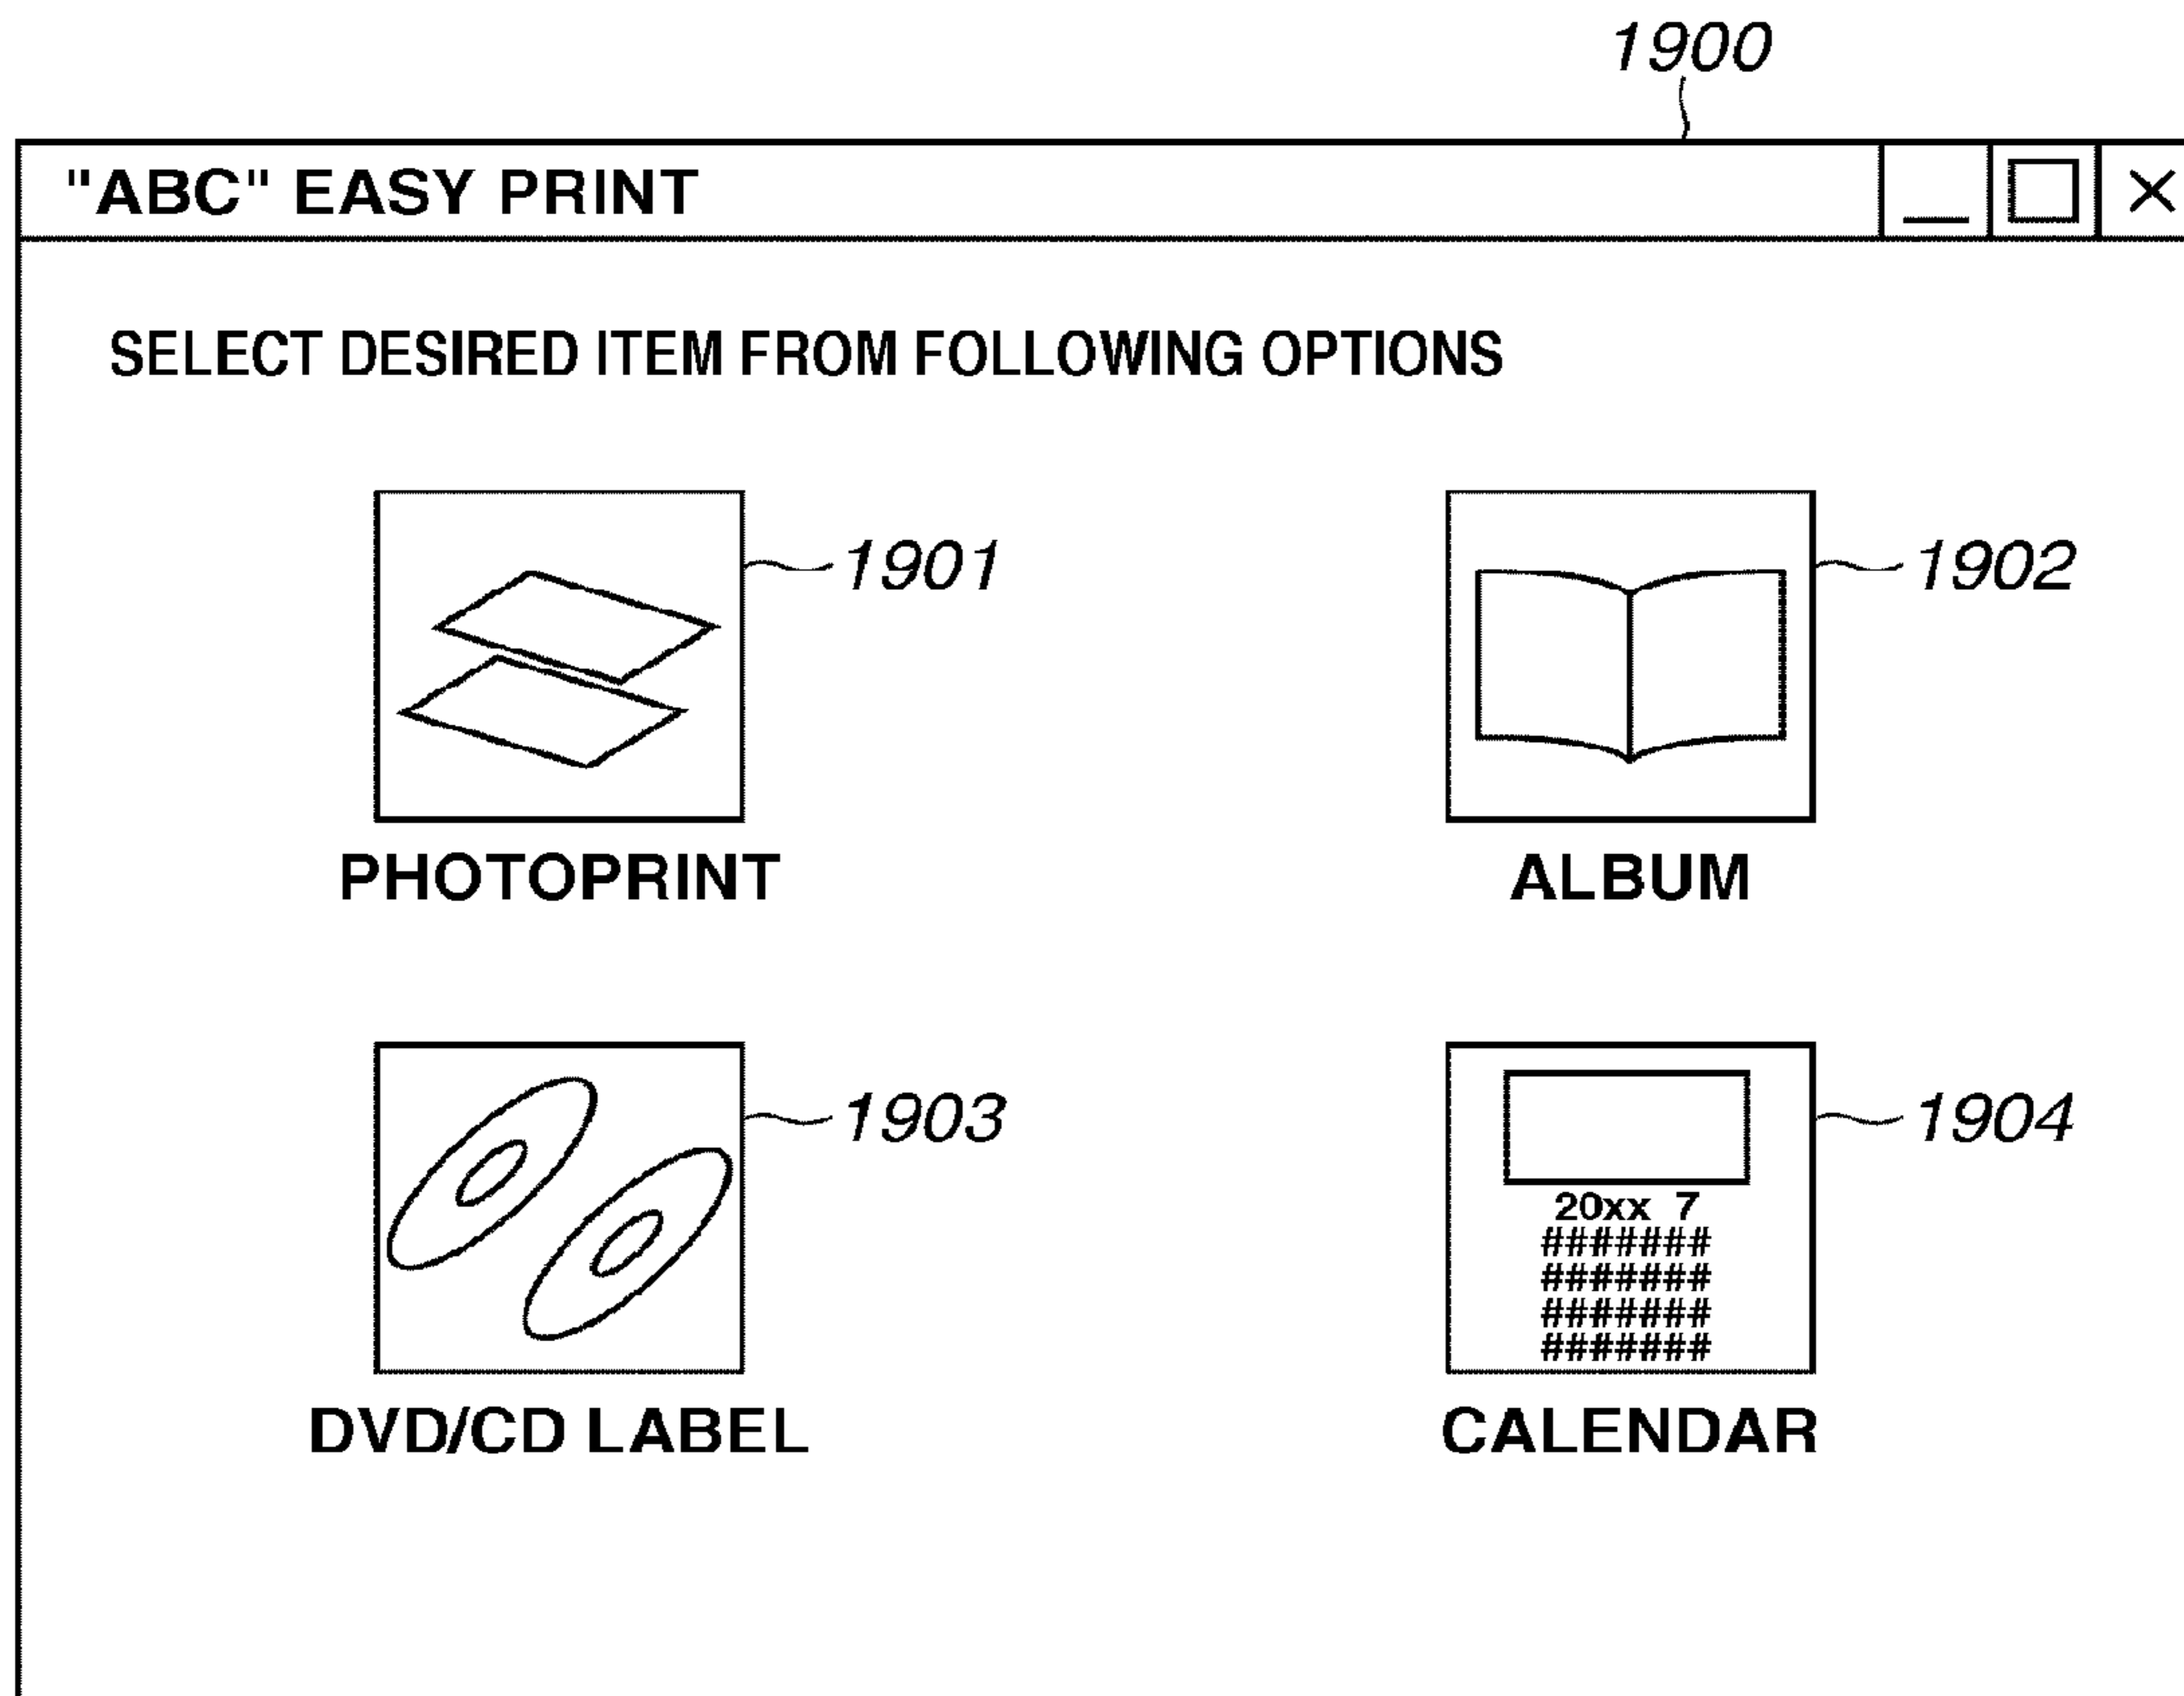 1900
"ABC" EASY PRINT
SELECT DESIRED ITEM FROM FOLLOWING OPTIONS
1901
1902
PHOTOPRINT
ALBUM
1903
1904
20xx 7
#######
#######
#######
#######
DVD/CD LABEL
CALENDAR